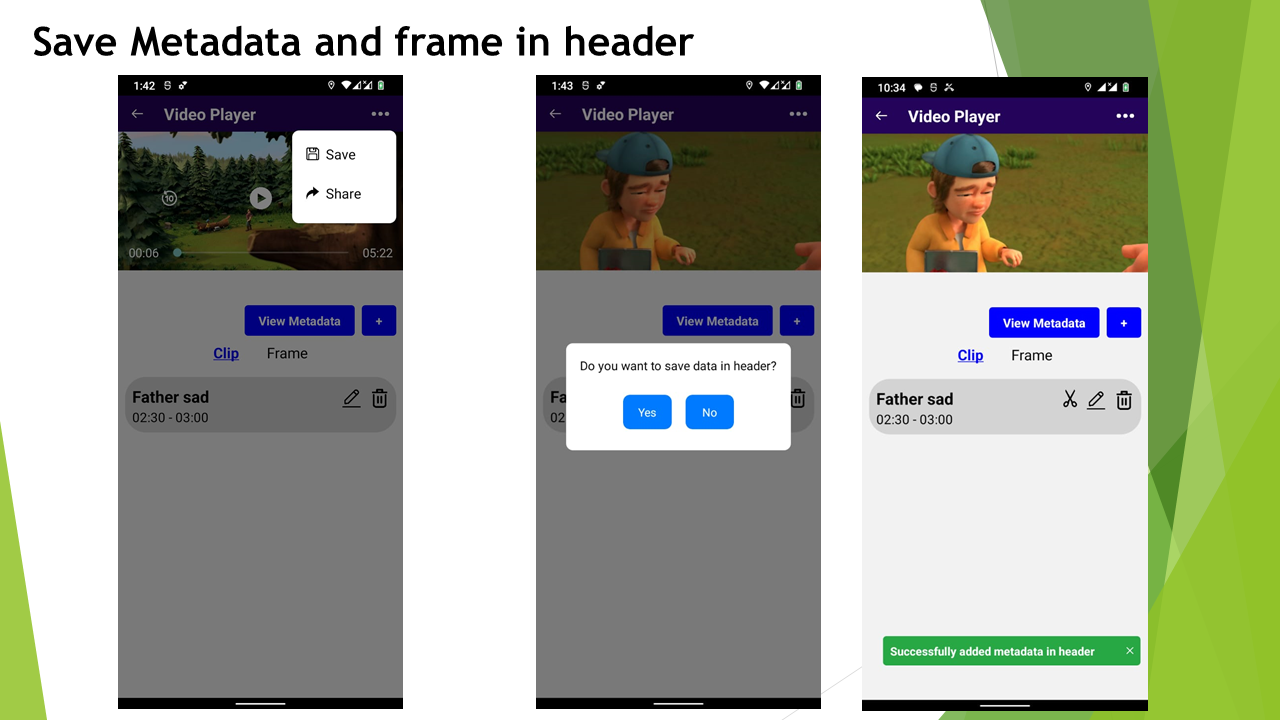 Save Metadata and frame in header
1:42
Video Player
Save
Share
10
00:06
05:22
View Metadata
+
Clip
Frame
Father sad
02:30 - 03:00
1:43
Video Player
View Metadata
+
Do you want to save data in header?
Yes
No
Fa
02
10:34
Video Player
View Metadata
+
Clip
Frame
Father sad
02:30 - 03:00
Successfully added metadata in header